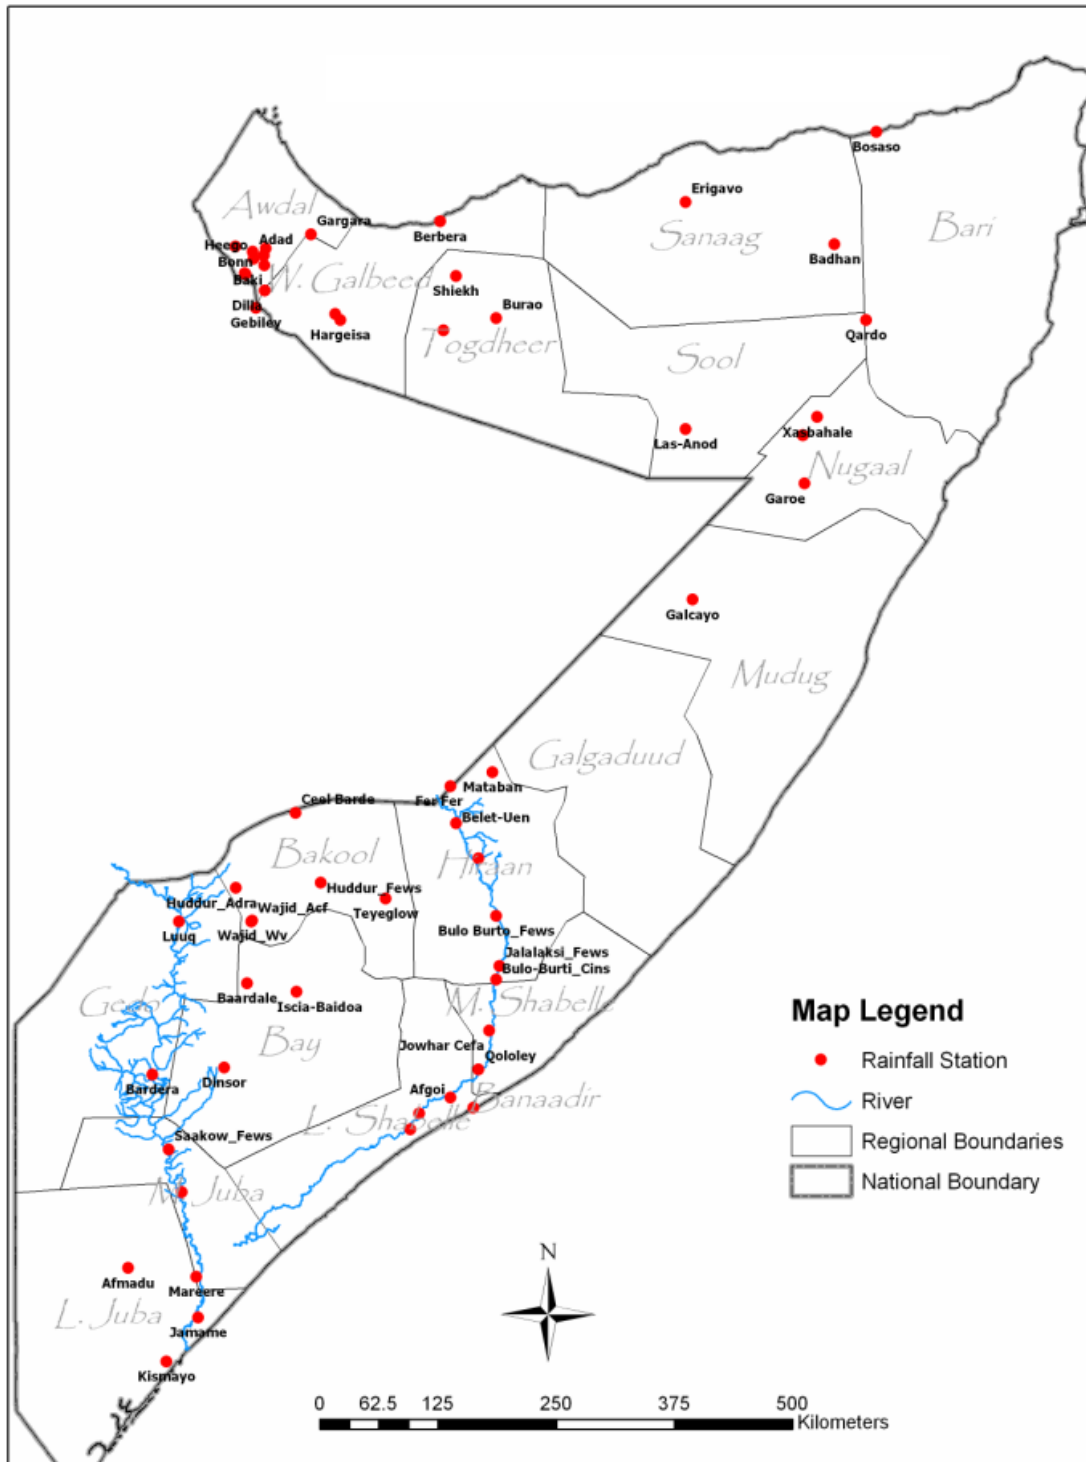 Bosaso
Erigavo
Awdal
Gargara
Bari
Sanaag
Berbera
Heego
Adad
Badhan
Bonn
Baki
W. Galbeed
Shiekh
Dilla
Burao
Gebiley
Hargeisa
Togdheer
Qardo
Sool
Xasbahale
Las-Anod
Nugaal
Garoe
Galcayo
Mudug
Galgaduud
Mataban
Ceel Barde
Fer Fer
Belet-Uen
Bakool
Hiraan
Huddur_Fews
Huddur_Adra
Wajid_Acf
Teyeglow
Luuq
Wajid_Wv
Bulo Burto_Fews
Jalalaksi_Fews
Bulo-Burti_Cins
Gedo
Baardale
Iscia-Baidoa
M. Shabelle
Map Legend
Bay
Jowhar Cefa
Qololey
Rainfall Station
Bardera
Dinsor
Afgoi
Banaadir
River
L. Shabelle
Saakow_Fews
Regional Boundaries
National Boundary
M. Juba
N
Afmadu
Mareere
L. Juba
Jamame
Kismayo
0 62.5 125 250 375 500
Kilometers